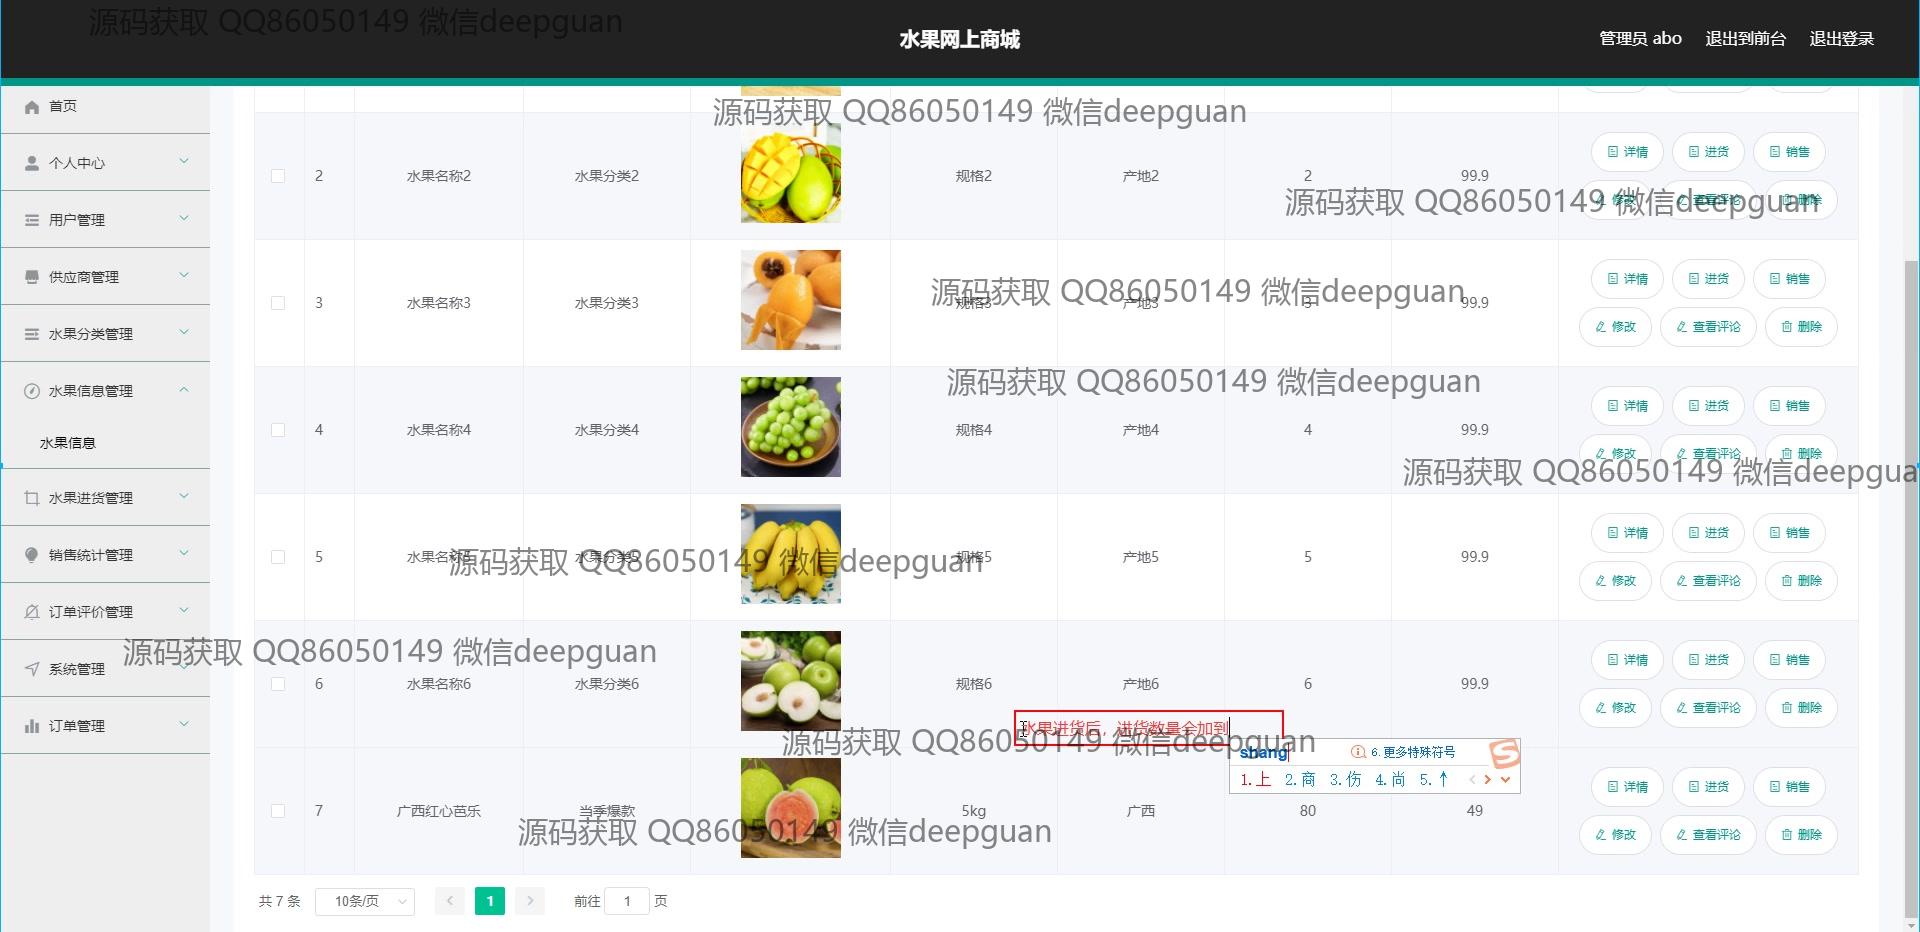 源码获取 QQ86050149 微信deepguan
水果网上商城
管理员 abo 退出到前台 退出登录
首页
个人中心
用户管理
供应商管理
水果分类管理
水果信息管理
水果信息
水果进货管理
销售统计管理
订单评价管理
系统管理
订单管理
源码获取 QQ86050149 微信deepguan
2 水果名称2 水果分类2 规格2 产地2 2 99.9
详情 进货 销售
修改 查看评论 删除
源码获取 QQ86050149 微信deepguan
3 水果名称3 水果分类3 规格3 产地3 3 99.9
详情 进货 销售
修改 查看评论 删除
源码获取 QQ86050149 微信deepguan
源码获取 QQ86050149 微信deepguan
4 水果名称4 水果分类4 规格4 产地4 4 99.9
详情 进货 销售
修改 查看评论 删除
源码获取 QQ86050149 微信deepgua
5 水果名称5 水果分类5 规格5 产地5 5 99.9
详情 进货 销售
修改 查看评论 删除
源码获取 QQ86050149 微信deepguan
源码获取 QQ86050149 微信deepguan
6 水果名称6 水果分类6 规格6 产地6 6 99.9
详情 进货 销售
修改 查看评论 删除
水果进货后，进货数量会加到
源码获取 QQ86050149 微信deepguan
shang 6.更多特殊符号
1.上 2.商 3.伤 4.尚 5.↑
7 广西红心芭乐 当季爆款 5kg 广西 80 49
详情 进货 销售
修改 查看评论 删除
源码获取 QQ86050149 微信deepguan
共 7 条 10条/页 1 前往 1 页